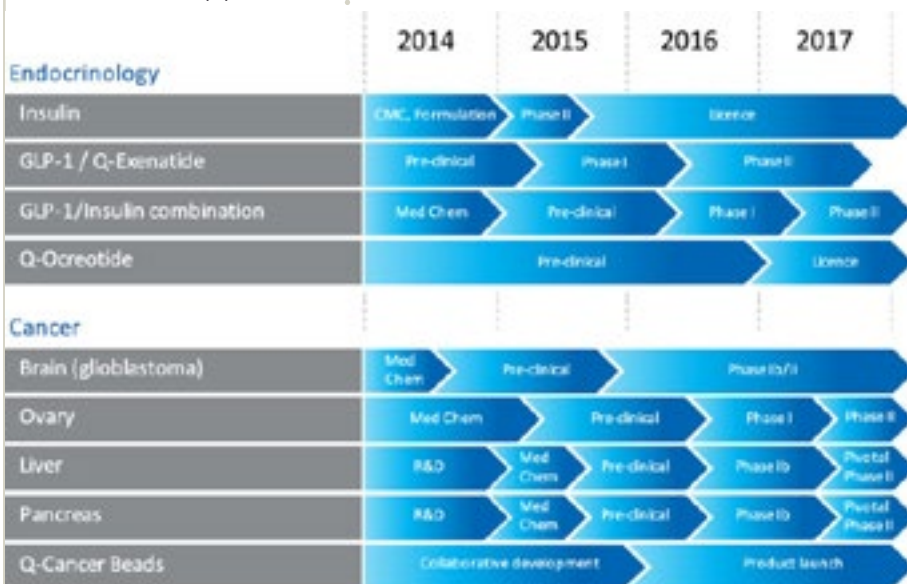 2014 2015 2016 2017
Endocrinology
Insulin CMC, Formulation Phase II Licence
GLP-1 / Q-Exenatide Pre-clinical Phase I Phase II
GLP-1/Insulin combination Med Chem Pre-clinical Phase I Phase II
Q-Ocreotide Pre-clinical Licence
Cancer
Brain (glioblastoma) Med Chem Pre-clinical Phase Ib/II
Ovary Med Chem Pre-clinical Phase I Phase II
Liver R&D Med Chem Pre-clinical Phase Ib Pivotal Phase II
Pancreas R&D Med Chem Pre-clinical Phase Ib Pivotal Phase II
Q-Cancer Beads Collaborative development Product launch